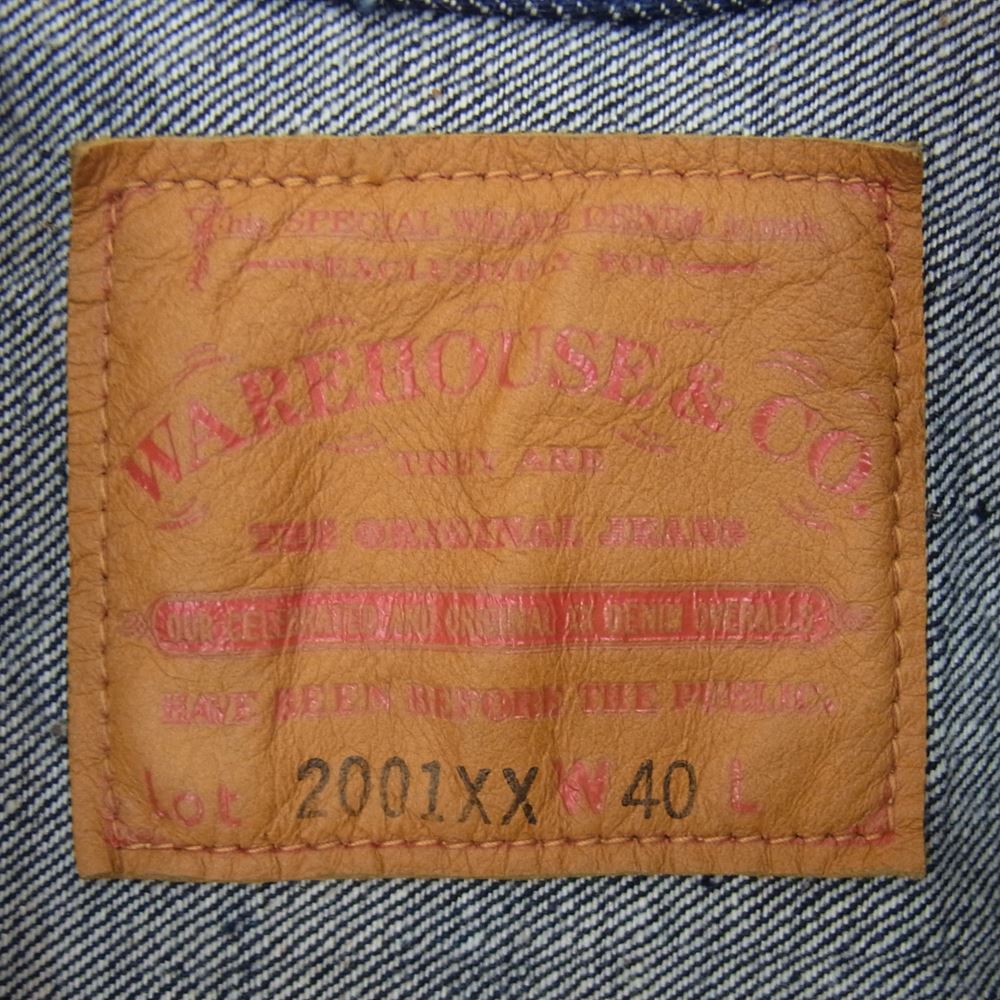 This SPECIAL WEAVE DENIM is made
EXCLUSIVELY FOR
WAREHOUSE & CO.
THEY ARE
THE ORIGINAL JEANS
OUR CELEBRATED AND ORIGINAL XX DENIM OVERALLS
HAVE BEEN BEFORE THE PUBLIC,
Lot 2001XX W 40 L